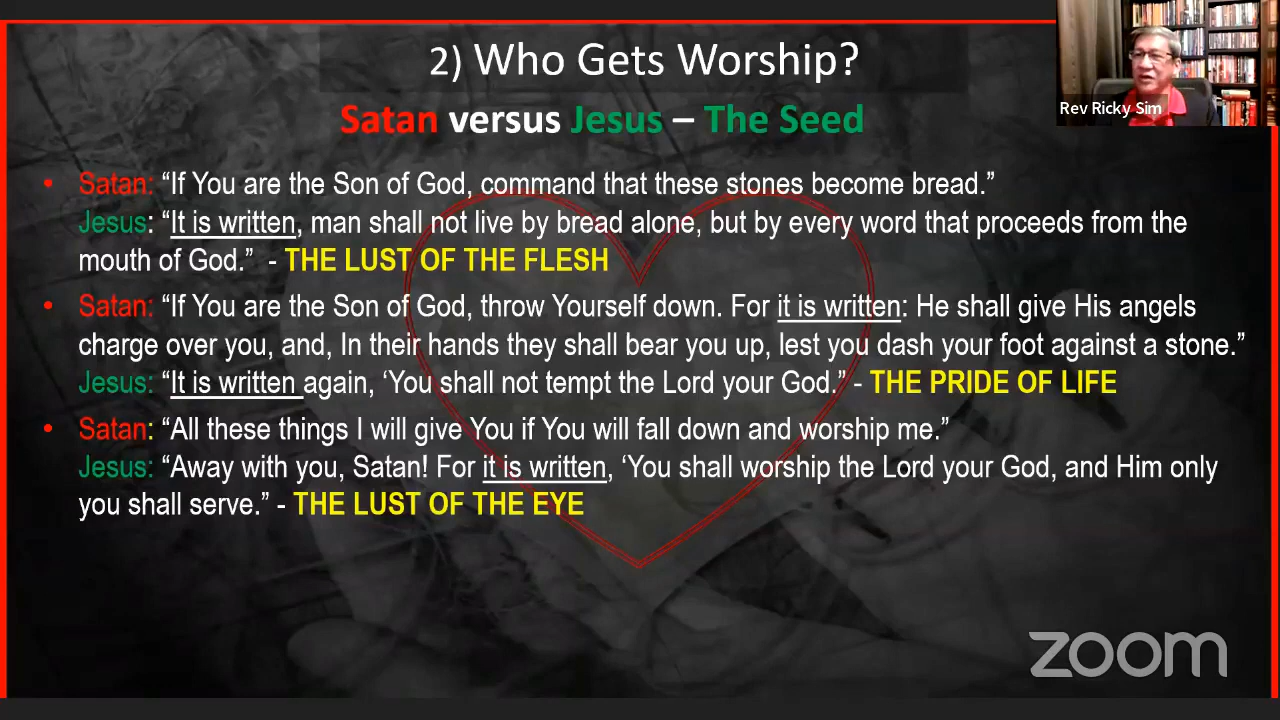 2) Who Gets Worship?
Rev Ricky Sim
Satan versus Jesus – The Seed
• Satan: “If You are the Son of God, command that these stones become bread.”
Jesus: “It is written, man shall not live by bread alone, but by every word that proceeds from the
mouth of God.” - THE LUST OF THE FLESH
• Satan: “If You are the Son of God, throw Yourself down. For it is written: He shall give His angels
charge over you, and, In their hands they shall bear you up, lest you dash your foot against a stone.”
Jesus: “It is written again, ‘You shall not tempt the Lord your God.” - THE PRIDE OF LIFE
• Satan: “All these things I will give You if You will fall down and worship me.”
Jesus: “Away with you, Satan! For it is written, ‘You shall worship the Lord your God, and Him only
you shall serve.” - THE LUST OF THE EYE
zoom